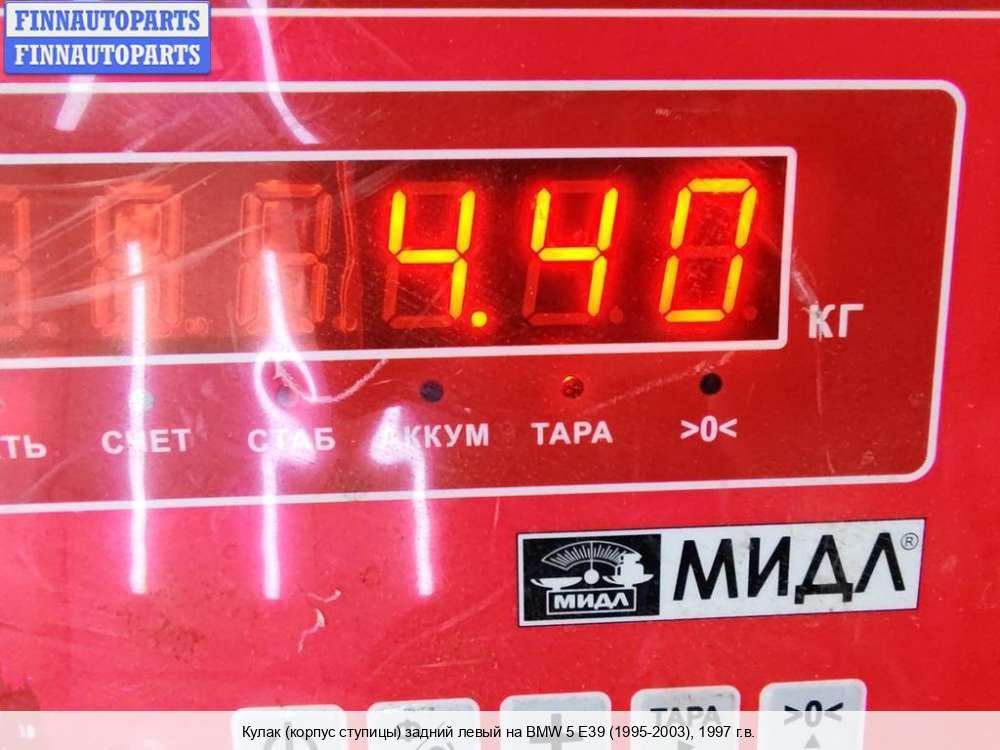 FINNAUTOPARTS
FINNAUTOPARTS
4.40
КГ
СЧЕТ СТАБ АККУМ ТАРА >0<
МИДЛ МИДЛ®
ТАРА >0<
Кулак (корпус ступицы) задний левый на BMW 5 E39 (1995-2003), 1997 г.в.